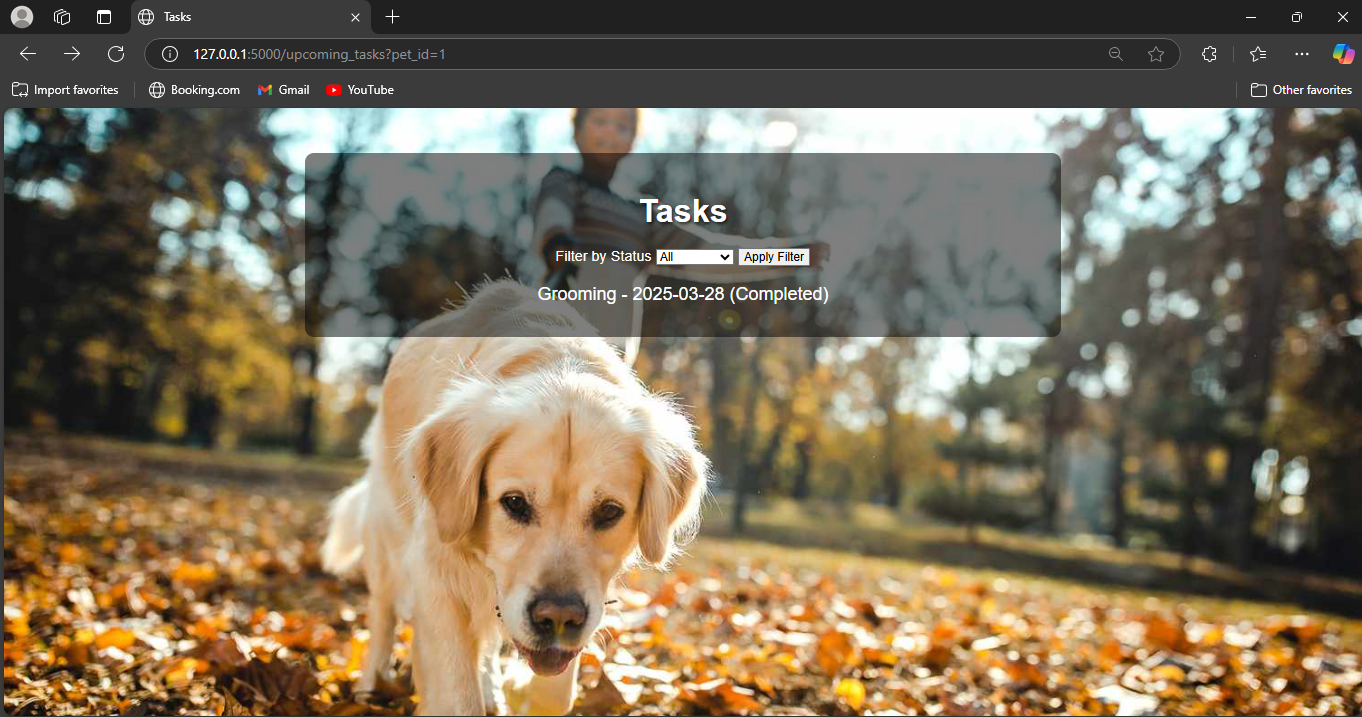 Tasks
127.0.0.1:5000/upcoming_tasks?pet_id=1
Import favorites
Booking.com
Gmail
YouTube
Other favorites
Tasks
Filter by Status All Apply Filter
Grooming - 2025-03-28 (Completed)